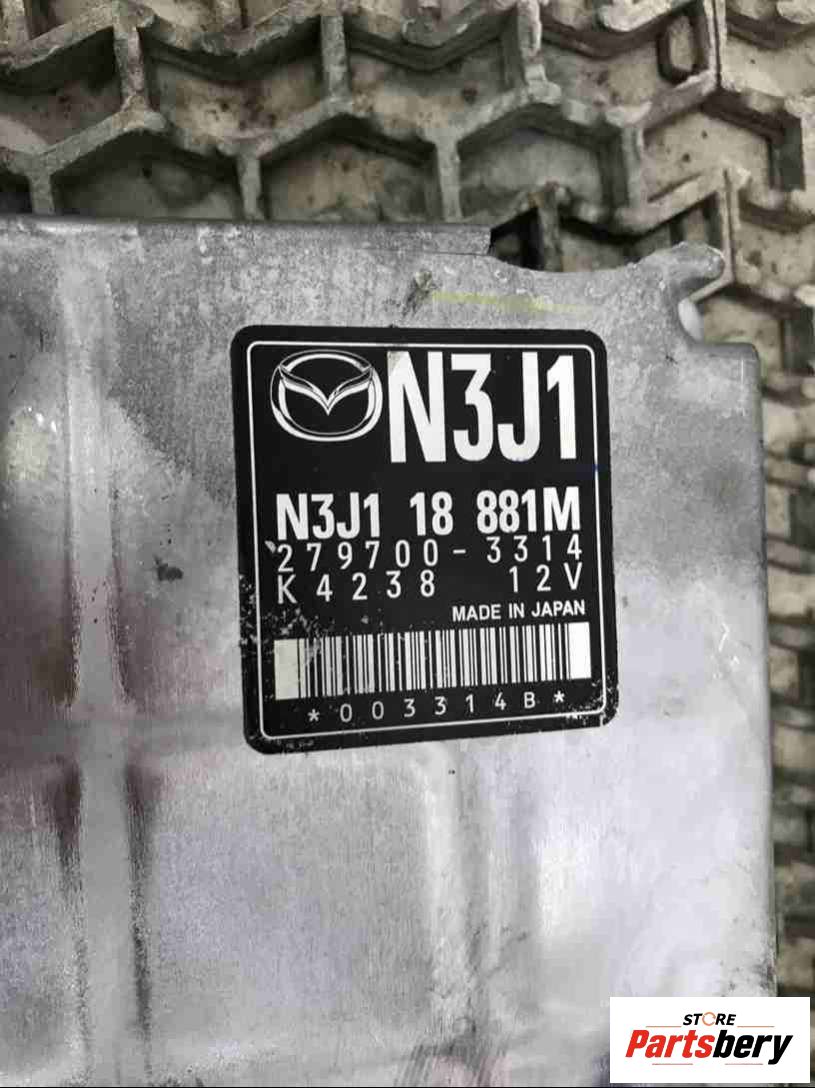 N3J1
N3J1 18 881M
279700-3314
K4238 12V
MADE IN JAPAN
*003314B*
STORE
Partsbery